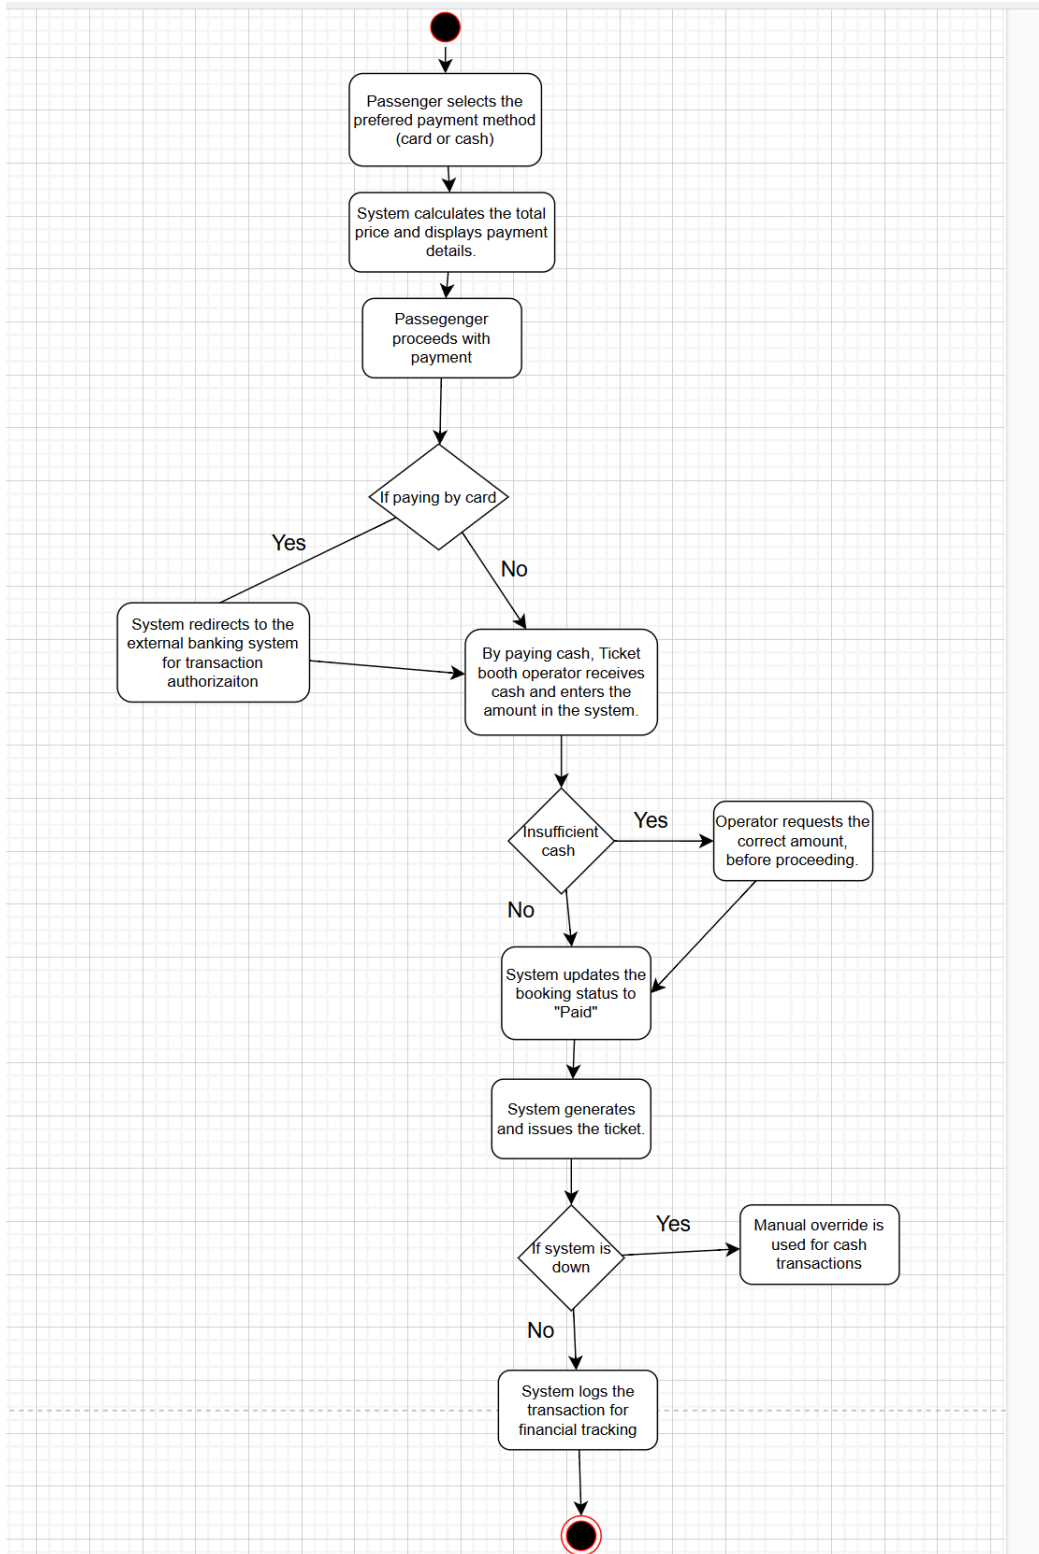 Passenger selects the
prefered payment method
(card or cash)
System calculates the total
price and displays payment
details.
Passegenger
proceeds with
payment
If paying by card
Yes
No
System redirects to the
external banking system
for transaction
authorizaiton
By paying cash, Ticket
booth operator receives
cash and enters the
amount in the system.
Insufficient
cash
Yes
Operator requests the
correct amount,
before proceeding.
No
System updates the
booking status to
"Paid"
System generates
and issues the ticket.
If system is
down
Yes
Manual override is
used for cash
transactions
No
System logs the
transaction for
financial tracking